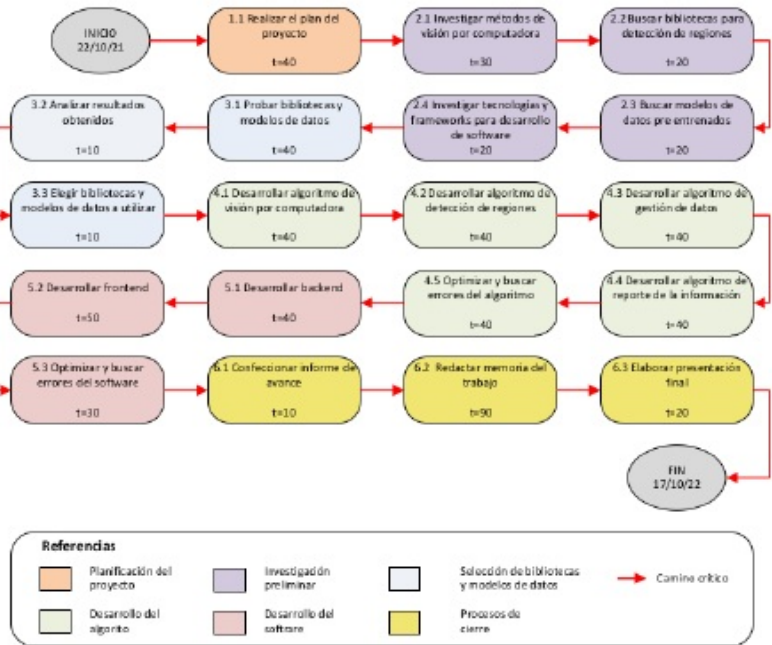 INICIO
22/10/21
1.1 Realizar el plan del
proyecto
t=40
2.1 Investigar métodos de
visión por computadora
t=30
2.2 Buscar bibliotecas para
detección de regiones
t=20
3.2 Analizar resultados
obtenidos
t=10
3.1 Probar bibliotecas y
modelos de datos
t=40
2.4 Investigar tecnologías y
frameworks para desarrollo
de software
t=20
2.3 Buscar modelos de
datos pre entrenados
t=20
3.3 Elegir bibliotecas y
modelos de datos a utilizar
t=10
4.1 Desarrollar algoritmo de
visión por computadora
t=40
4.2 Desarrollar algoritmo de
detección de regiones
t=40
4.3 Desarrollar algoritmo de
gestión de datos
t=40
5.2 Desarrollar frontend
t=50
5.1 Desarrollar backend
t=40
4.5 Optimizar y buscar
errores del algoritmo
t=40
4.4 Desarrollar algoritmo de
reporte de la información
t=40
5.3 Optimizar y buscar
errores del software
t=30
6.1 Confeccionar informe de
avance
t=10
6.2 Redactar memoria del
trabajo
t=90
6.3 Elaborar presentación
final
t=20
FIN
17/10/22
Referencias
Planificación del
proyecto
Investigación
preliminar
Selección de bibliotecas
y modelos de datos
Camino crítico
Desarrollo del
algorito
Desarrollo del
softrare
Procesos de
cierre